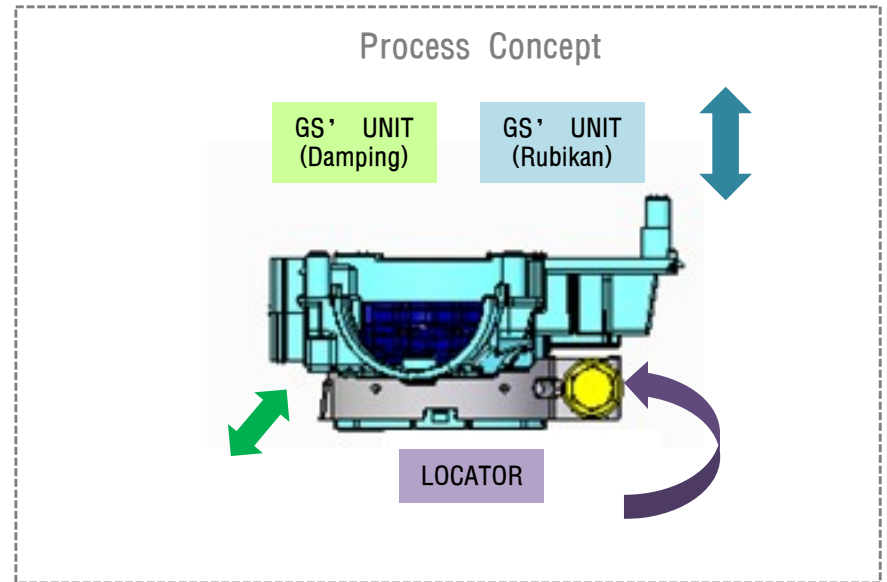 Process Concept
GS' UNIT
(Damping)
GS' UNIT
(Rubikan)
LOCATOR